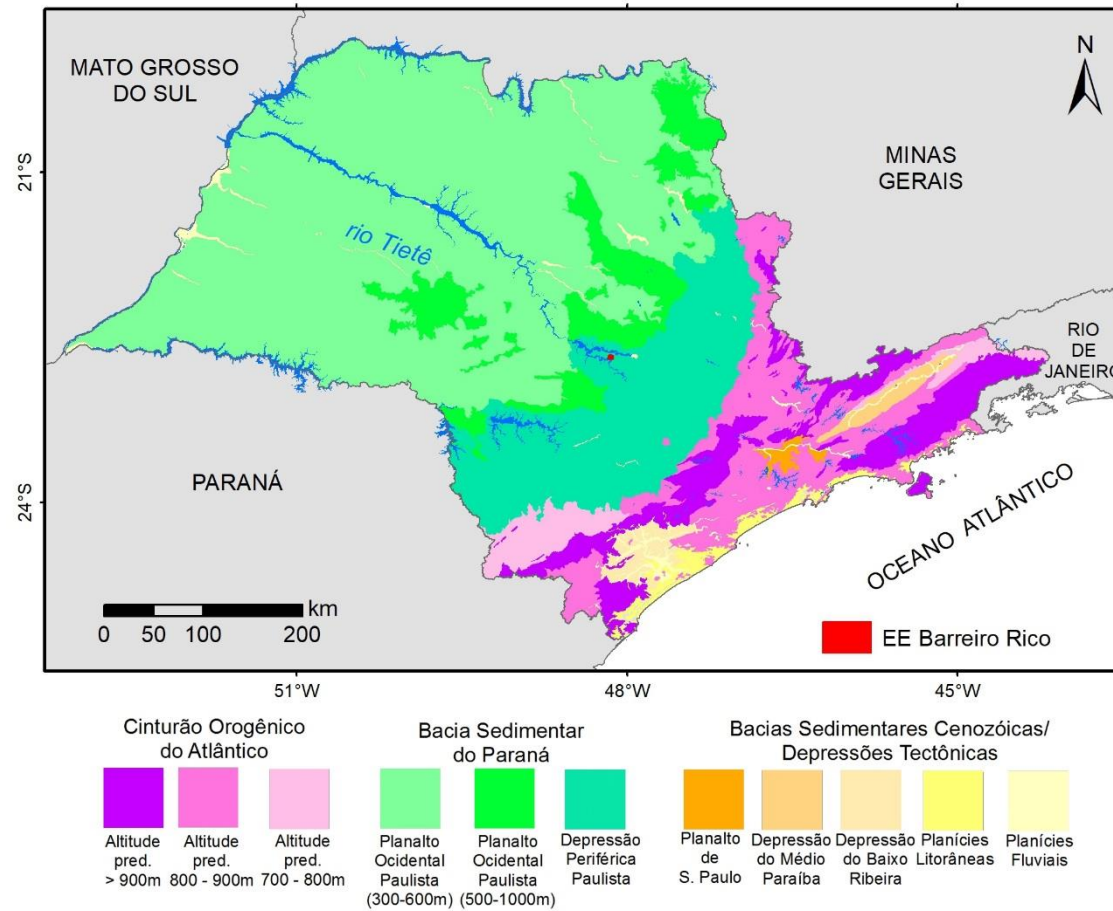 MATO GROSSO
DO SUL
N
MINAS
GERAIS
21°S
rio Tietê
RIO
DE
JANEIRO
PARANÁ
24°S
OCEANO ATLÂNTICO
km
0 50 100 200
EE Barreiro Rico
51°W 48°W 45°W
Cinturão Orogênico
do Atlântico
Altitude
pred.
> 900m
Altitude
pred.
800 - 900m
Altitude
pred.
700 - 800m
Bacia Sedimentar
do Paraná
Planalto
Ocidental
Paulista
(300-600m)
Planalto
Ocidental
Paulista
(500-1000m)
Depressão
Periférica
Paulista
Bacias Sedimentares Cenozóicas/
Depressões Tectônicas
Planalto
de
S. Paulo
Depressão
do Médio
Paraíba
Depressão
do Baixo
Ribeira
Planícies
Litorâneas
Planícies
Fluviais